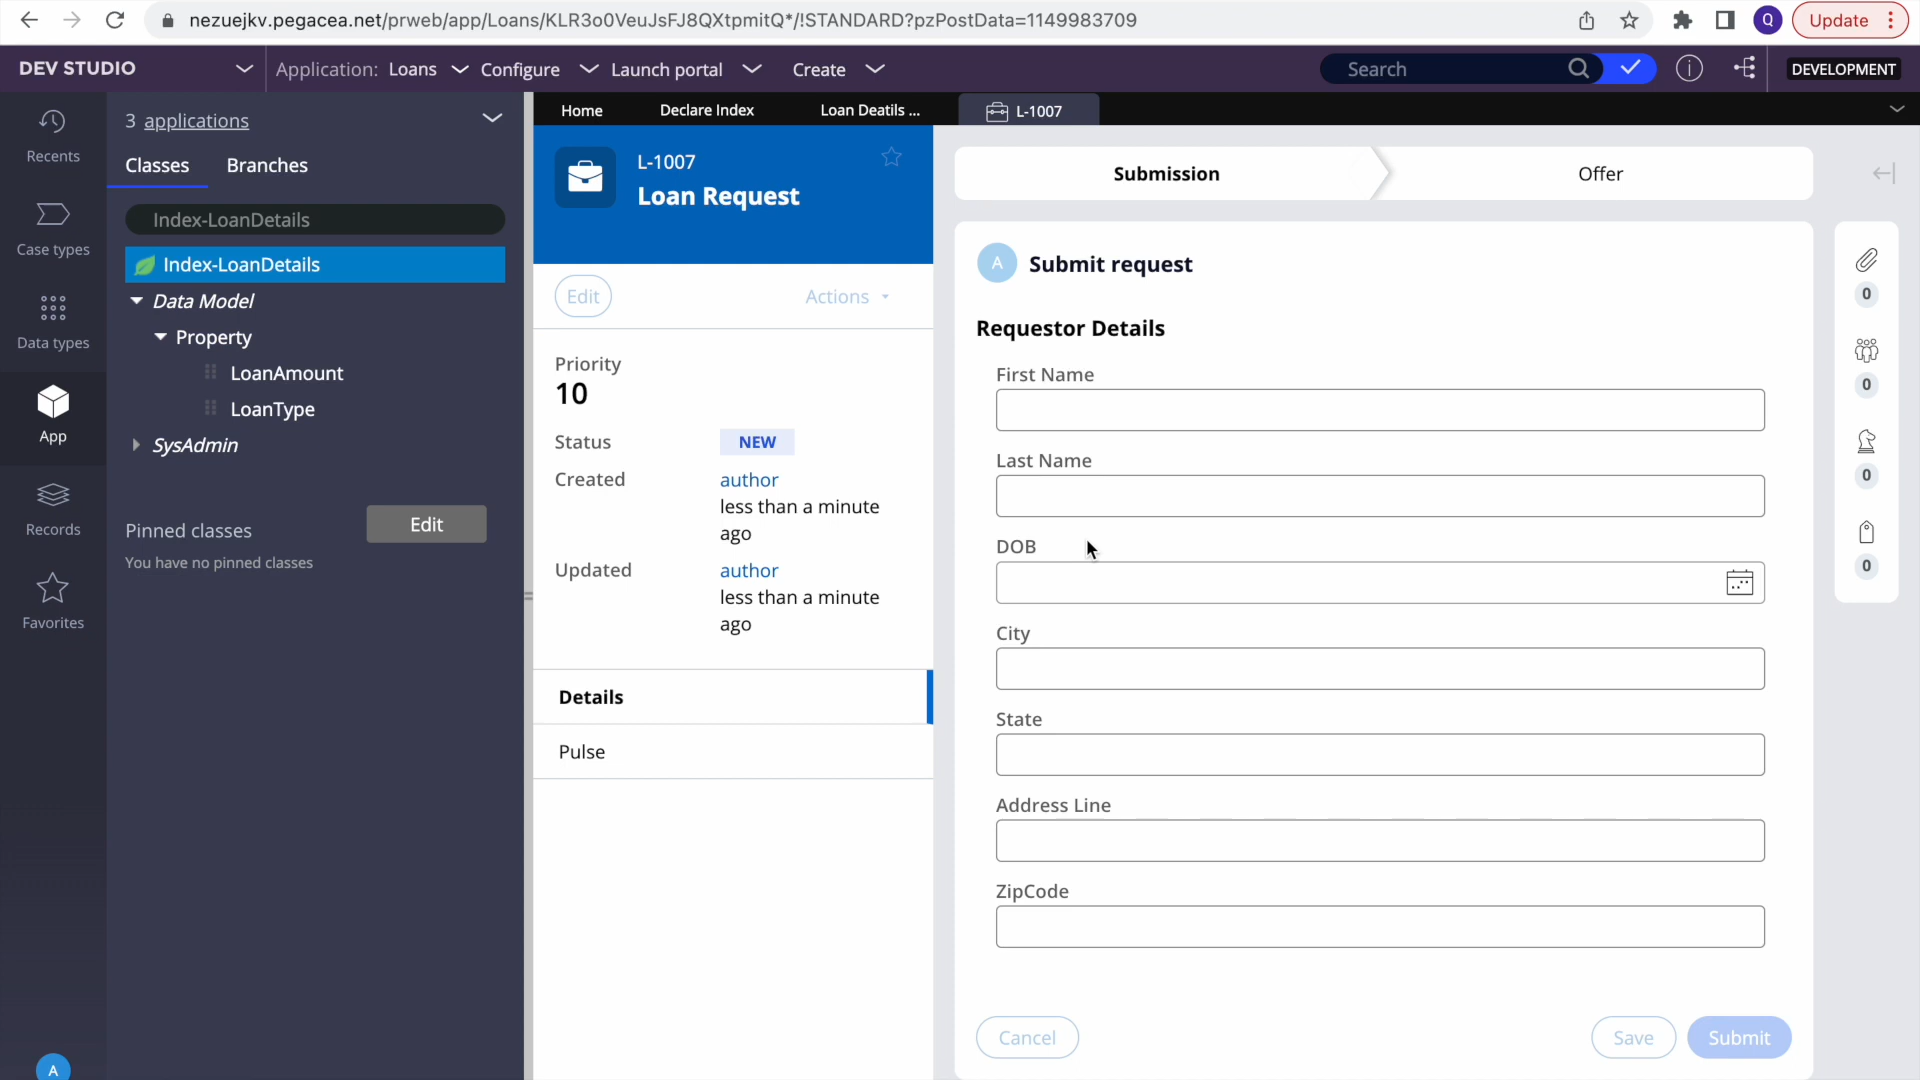 nezuejkv.pegacea.net/prweb/app/Loans/KLR3o0VeuJsFJ8QXtpmitQ*/!STANDARD?pzPostData=1149983709
Q
Update
DEV STUDIO
Application: Loans
Configure
Launch portal
Create
Search
DEVELOPMENT
Recents
Case types
Data types
App
Records
Favorites
A
3 applications
Classes
Branches
Index-LoanDetails
Index-LoanDetails
Data Model
Property
LoanAmount
LoanType
SysAdmin
Pinned classes
Edit
You have no pinned classes
Home
Declare Index
Loan Deatils ...
L-1007
L-1007
Loan Request
Edit
Actions
Priority
10
Status
NEW
Created
author
less than a minute
ago
Updated
author
less than a minute
ago
Details
Pulse
Submission
Offer
A
Submit request
Requestor Details
First Name
Last Name
DOB
City
State
Address Line
ZipCode
Cancel
Save
Submit
0
0
0
0